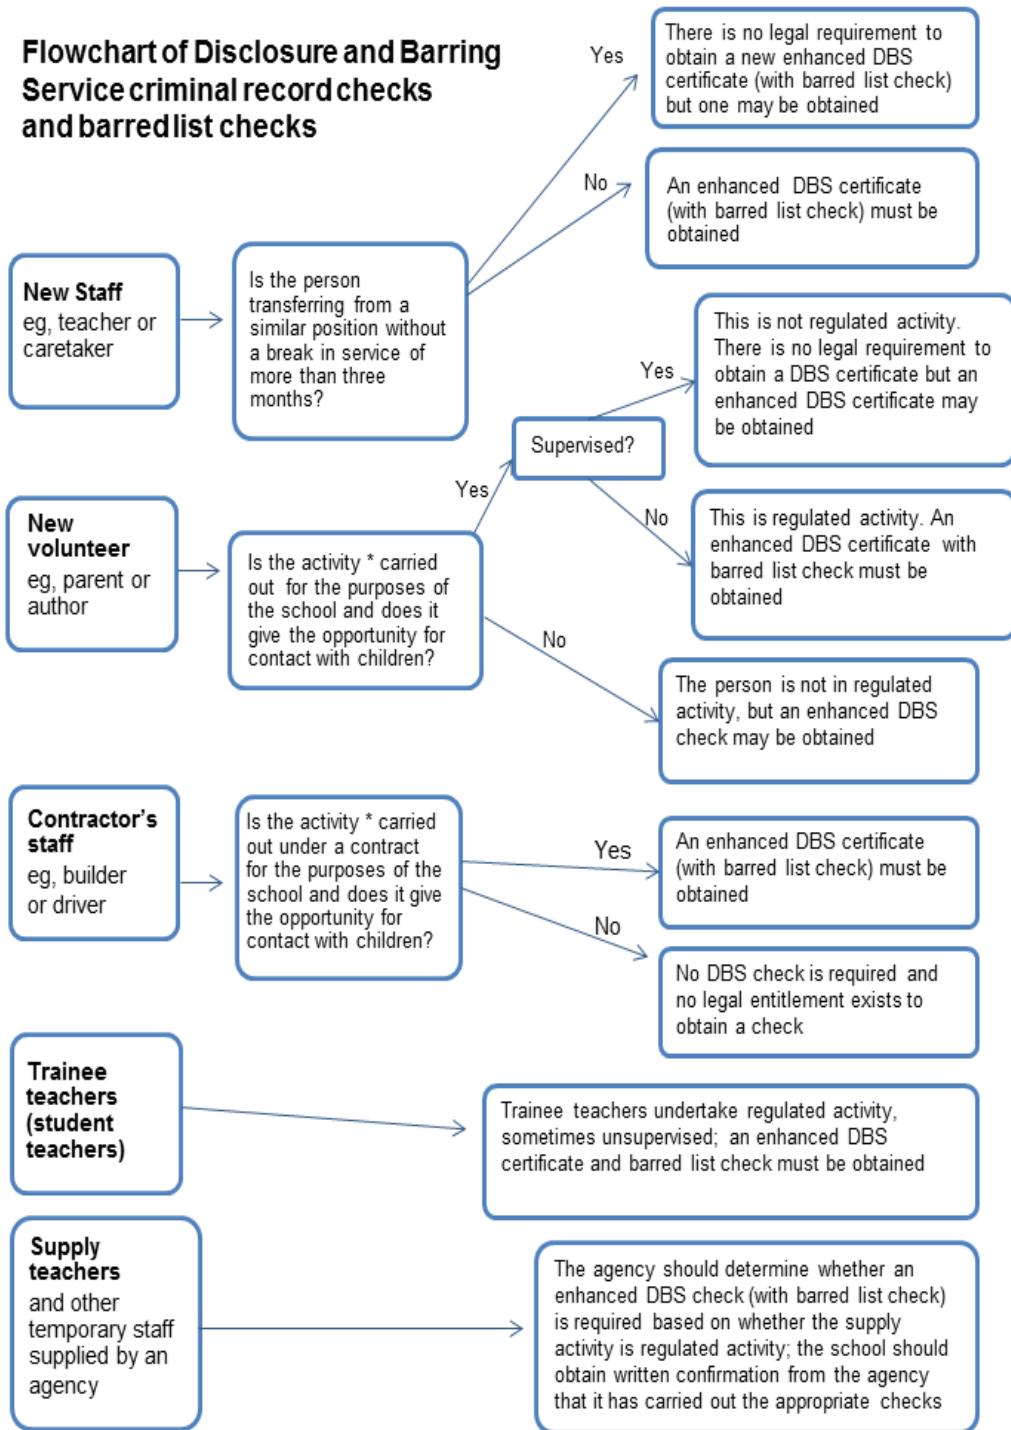 Flowchart of Disclosure and Barring
Service criminal record checks
and barred list checks
New Staff
eg, teacher or
caretaker
Is the person
transferring from a
similar position without
a break in service of
more than three
months?
Yes
There is no legal requirement to
obtain a new enhanced DBS
certificate (with barred list check)
but one may be obtained
No
An enhanced DBS certificate
(with barred list check) must be
obtained
New
volunteer
eg, parent or
author
Is the activity * carried
out for the purposes of
the school and does it
give the opportunity for
contact with children?
Yes
Supervised?
Yes
This is not regulated activity.
There is no legal requirement to
obtain a DBS certificate but an
enhanced DBS certificate may
be obtained
No
This is regulated activity. An
enhanced DBS certificate with
barred list check must be
obtained
No
The person is not in regulated
activity, but an enhanced DBS
check may be obtained
Contractor's
staff
eg, builder
or driver
Is the activity * carried
out under a contract
for the purposes of the
school and does it give
the opportunity for
contact with children?
Yes
An enhanced DBS certificate
(with barred list check) must be
obtained
No
No DBS check is required and
no legal entitlement exists to
obtain a check
Trainee
teachers
(student
teachers)
Trainee teachers undertake regulated activity,
sometimes unsupervised; an enhanced DBS
certificate and barred list check must be obtained
Supply
teachers
and other
temporary staff
supplied by an
agency
The agency should determine whether an
enhanced DBS check (with barred list check)
is required based on whether the supply
activity is regulated activity; the school should
obtain written confirmation from the agency
that it has carried out the appropriate checks